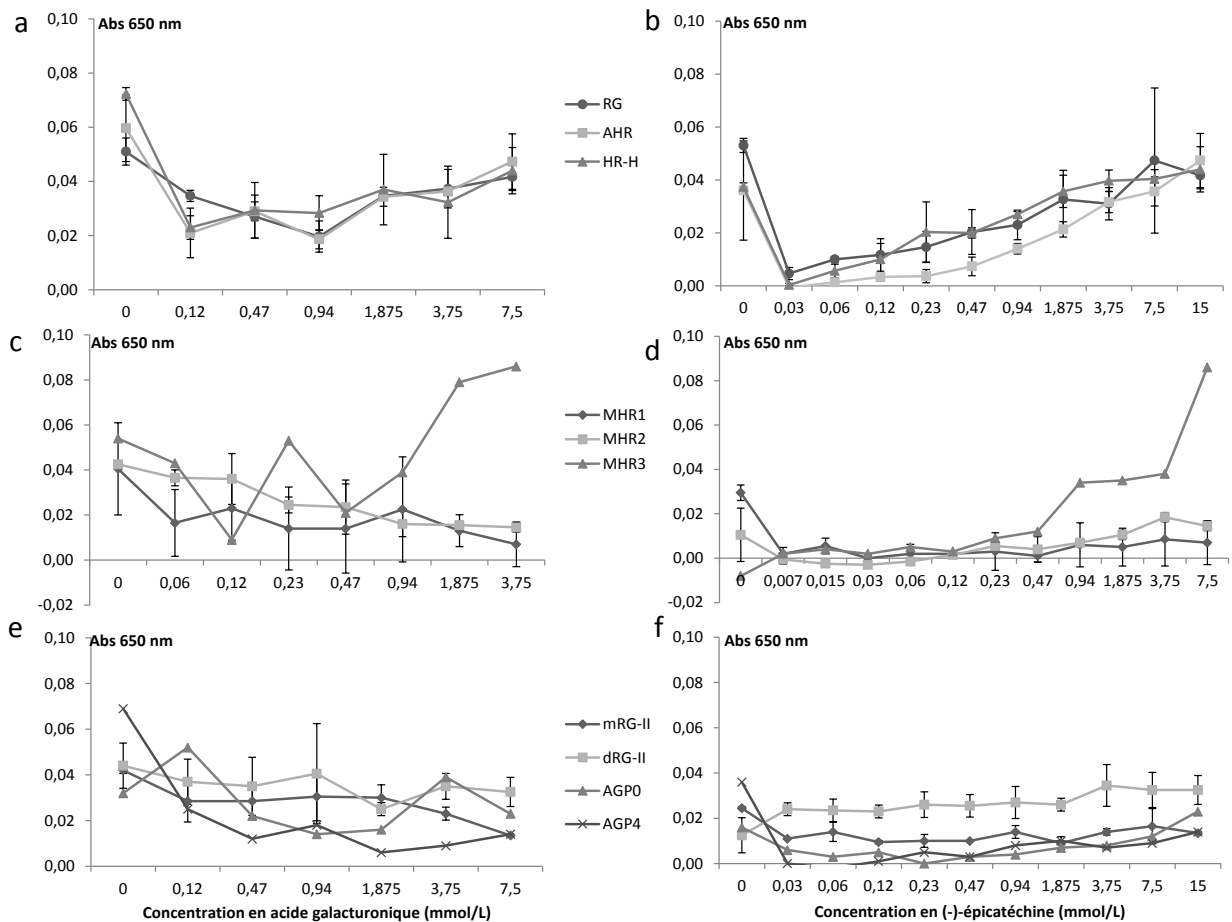 a
Abs 650 nm
0,10
0,08
0,06
0,04
0,02
0,00
0 0,12 0,47 0,94 1,875 3,75 7,5
RG
AHR
HR-H
b
Abs 650 nm
0,10
0,08
0,06
0,04
0,02
0,00
0 0,03 0,06 0,12 0,23 0,47 0,94 1,875 3,75 7,5 15
c
Abs 650 nm
0,10
0,08
0,06
0,04
0,02
0,00
-0,02
0 0,06 0,12 0,23 0,47 0,94 1,875 3,75
MHR1
MHR2
MHR3
d
Abs 650 nm
0,10
0,08
0,06
0,04
0,02
0,00
-0,02
0 0,007 0,015 0,03 0,06 0,12 0,23 0,47 0,94 1,875 3,75 7,5
e
Abs 650 nm
0,10
0,08
0,06
0,04
0,02
0,00
0 0,12 0,47 0,94 1,875 3,75 7,5
Concentration en acide galacturonique (mmol/L)
mRG-II
dRG-II
AGP0
AGP4
f
Abs 650 nm
0,10
0,08
0,06
0,04
0,02
0,00
0 0,03 0,06 0,12 0,23 0,47 0,94 1,875 3,75 7,5 15
Concentration en (-)-épicatéchine (mmol/L)